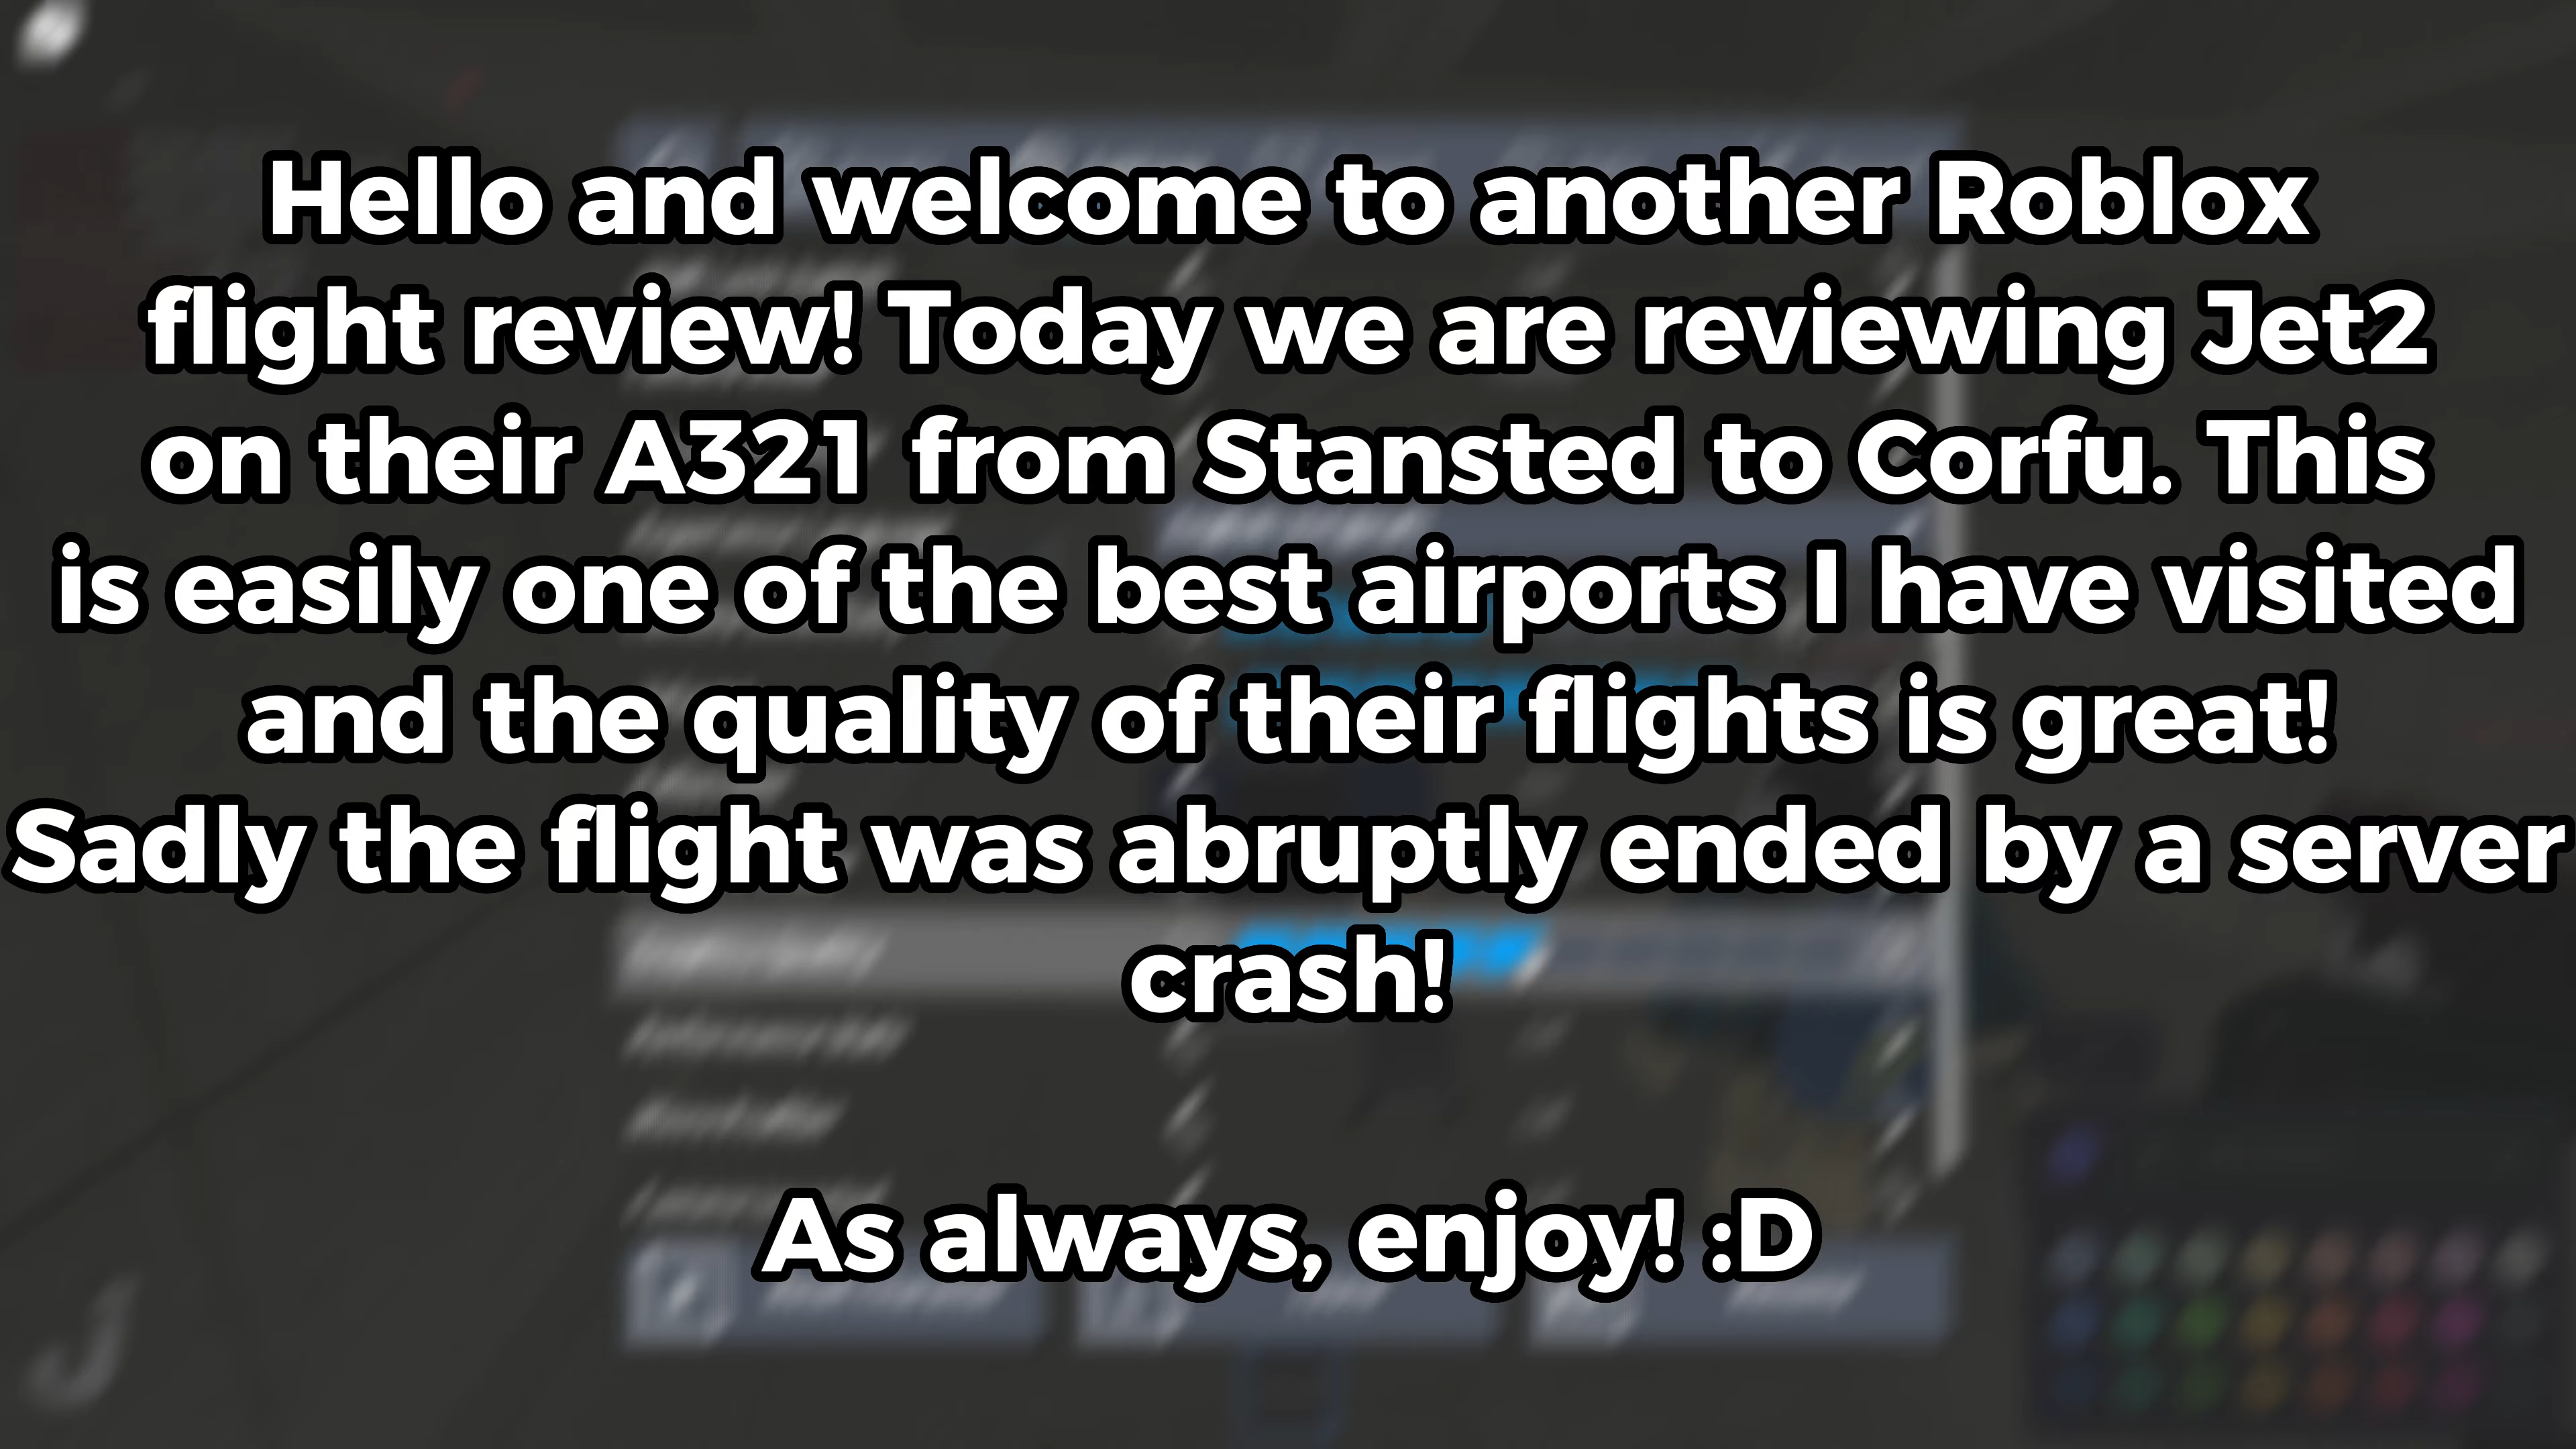 Hello and welcome to another Roblox
flight review! Today we are reviewing Jet2
on their A321 from Stansted to Corfu. This
is easily one of the best airports I have visited
and the quality of their flights is great!
Sadly the flight was abruptly ended by a server
crash!
As always, enjoy! :D